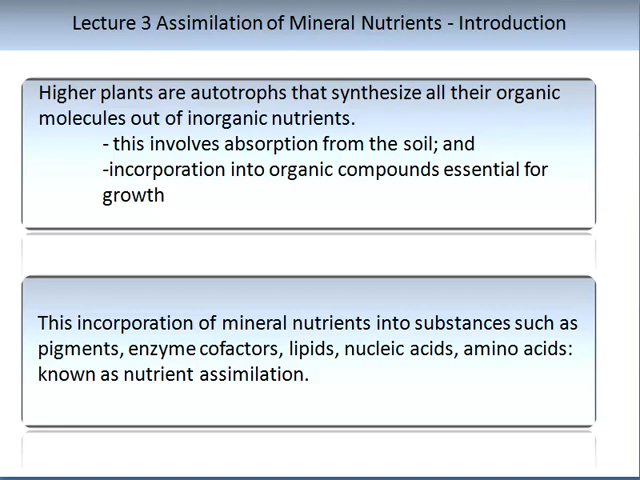 Lecture 3 Assimilation of Mineral Nutrients - Introduction
Higher plants are autotrophs that synthesize all their organic
molecules out of inorganic nutrients.
- this involves absorption from the soil; and
-incorporation into organic compounds essential for
growth
This incorporation of mineral nutrients into substances such as
pigments, enzyme cofactors, lipids, nucleic acids, amino acids:
known as nutrient assimilation.